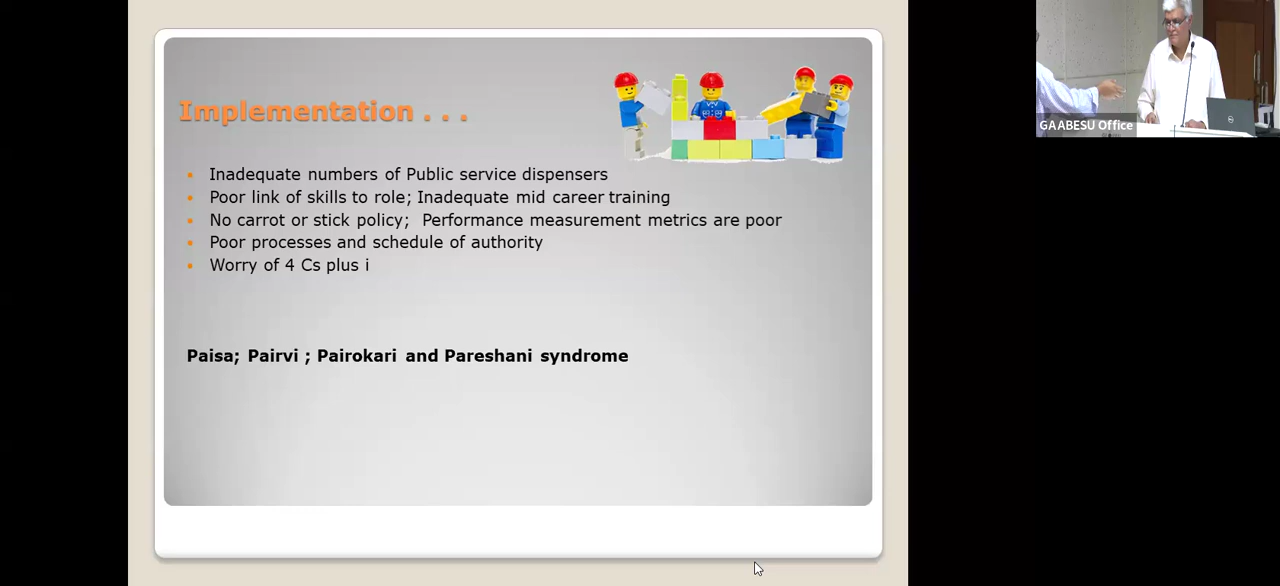 Implementation . . .
Inadequate numbers of Public service dispensers
Poor link of skills to role; Inadequate mid career training
No carrot or stick policy;  Performance measurement metrics are poor
Poor processes and schedule of authority
Worry of 4 Cs plus i
Paisa; Pairvi ; Pairokari and Pareshani syndrome
GAABESU Office